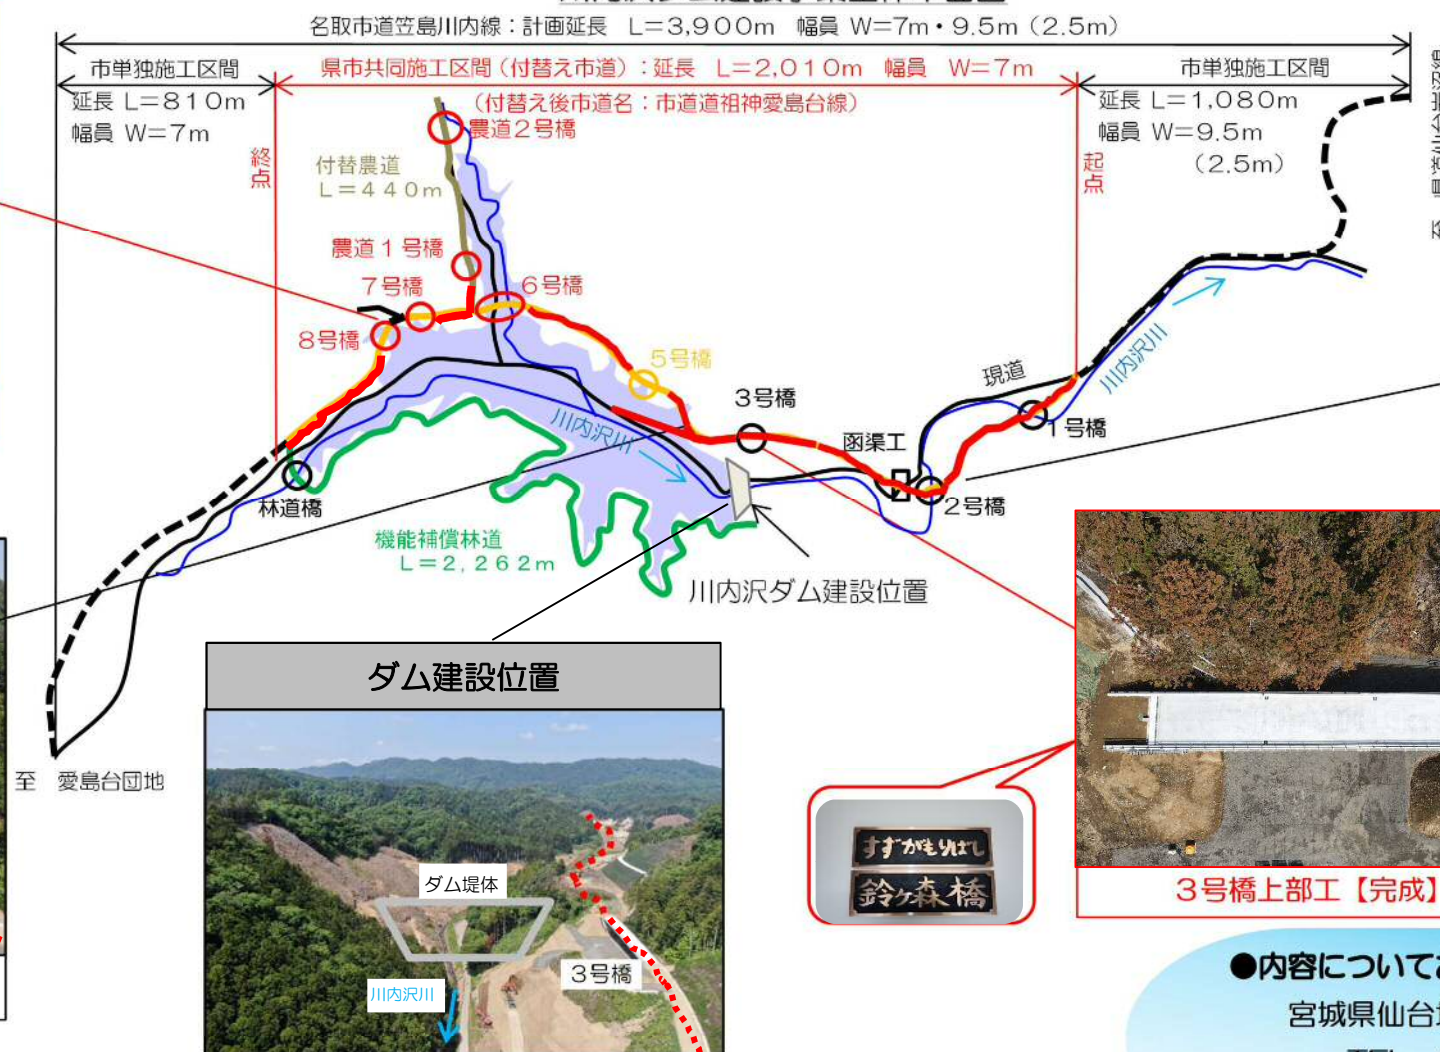 名取市道笠島川内線：計画延長　L＝3,900m　幅員 W＝7m・9.5m（2.5m）
市単独施工区間
延長 L＝810m
幅員 W＝7m
県市共同施工区間（付替え市道）：延長　L＝2,010m　幅員　W＝7m
（付替え後市道名：市道道祖神愛島台線）
市単独施工区間
延長 L＝1,080m
幅員 W＝9.5m
（2.5m）
終点
起点
農道2号橋
付替農道
L＝440m
農道1号橋
7号橋
6号橋
8号橋
5号橋
3号橋
現道
川内沢川
1号橋
函渠工
2号橋
川内沢川
林道橋
機能補償林道
L＝2,262m
川内沢ダム建設位置
至　愛島台団地
ダム建設位置
ダム堤体
3号橋
川内沢川
すずがもりばし
鈴ヶ森橋
3号橋上部工【完成】
●内容について
宮城県仙台